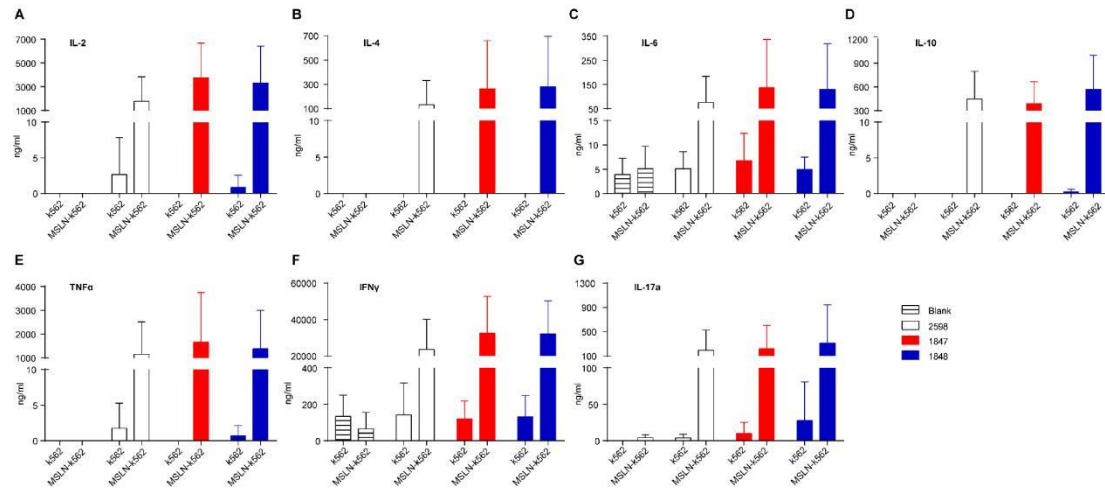 A
IL-2
7000
5000
3000
1000
10
5
0
ng/ml
k562
MSLN-k562
k562
MSLN-k562
k562
MSLN-k562
k562
MSLN-k562
B
IL-4
700
500
300
100
10
5
0
k562
MSLN-k562
k562
MSLN-k562
k562
MSLN-k562
k562
MSLN-k562
C
IL-6
350
250
150
50
15
10
5
0
k562
MSLN-k562
k562
MSLN-k562
k562
MSLN-k562
k562
MSLN-k562
D
IL-10
1200
900
600
300
10
5
0
k562
MSLN-k562
k562
MSLN-k562
k562
MSLN-k562
k562
MSLN-k562
E
TNFα
4000
3000
2000
1000
10
5
0
ng/ml
k562
MSLN-k562
k562
MSLN-k562
k562
MSLN-k562
k562
MSLN-k562
F
IFNγ
60000
40000
20000
400
200
0
ng/ml
k562
MSLN-k562
k562
MSLN-k562
k562
MSLN-k562
k562
MSLN-k562
G
IL-17a
1300
900
500
100
100
50
0
ng/ml
k562
MSLN-k562
k562
MSLN-k562
k562
MSLN-k562
k562
MSLN-k562
Blank
2598
1847
1848